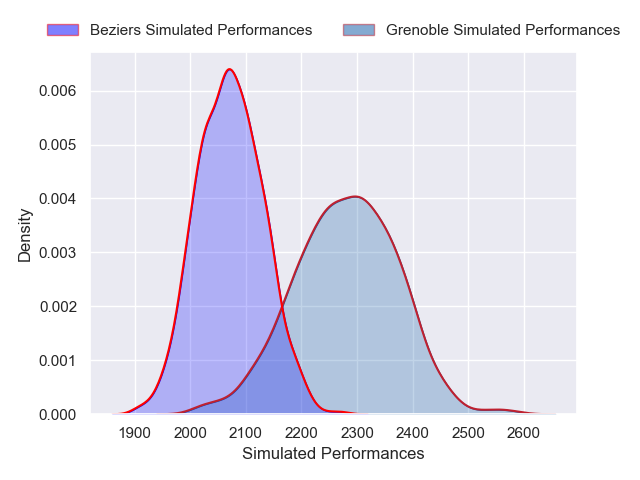 Beziers Simulated Performances Grenoble Simulated Performances
0.006
0.005
0.004
0.003
0.002
0.001
0.000
Density
1900 2000 2100 2200 2300 2400 2500 2600
Simulated Performances